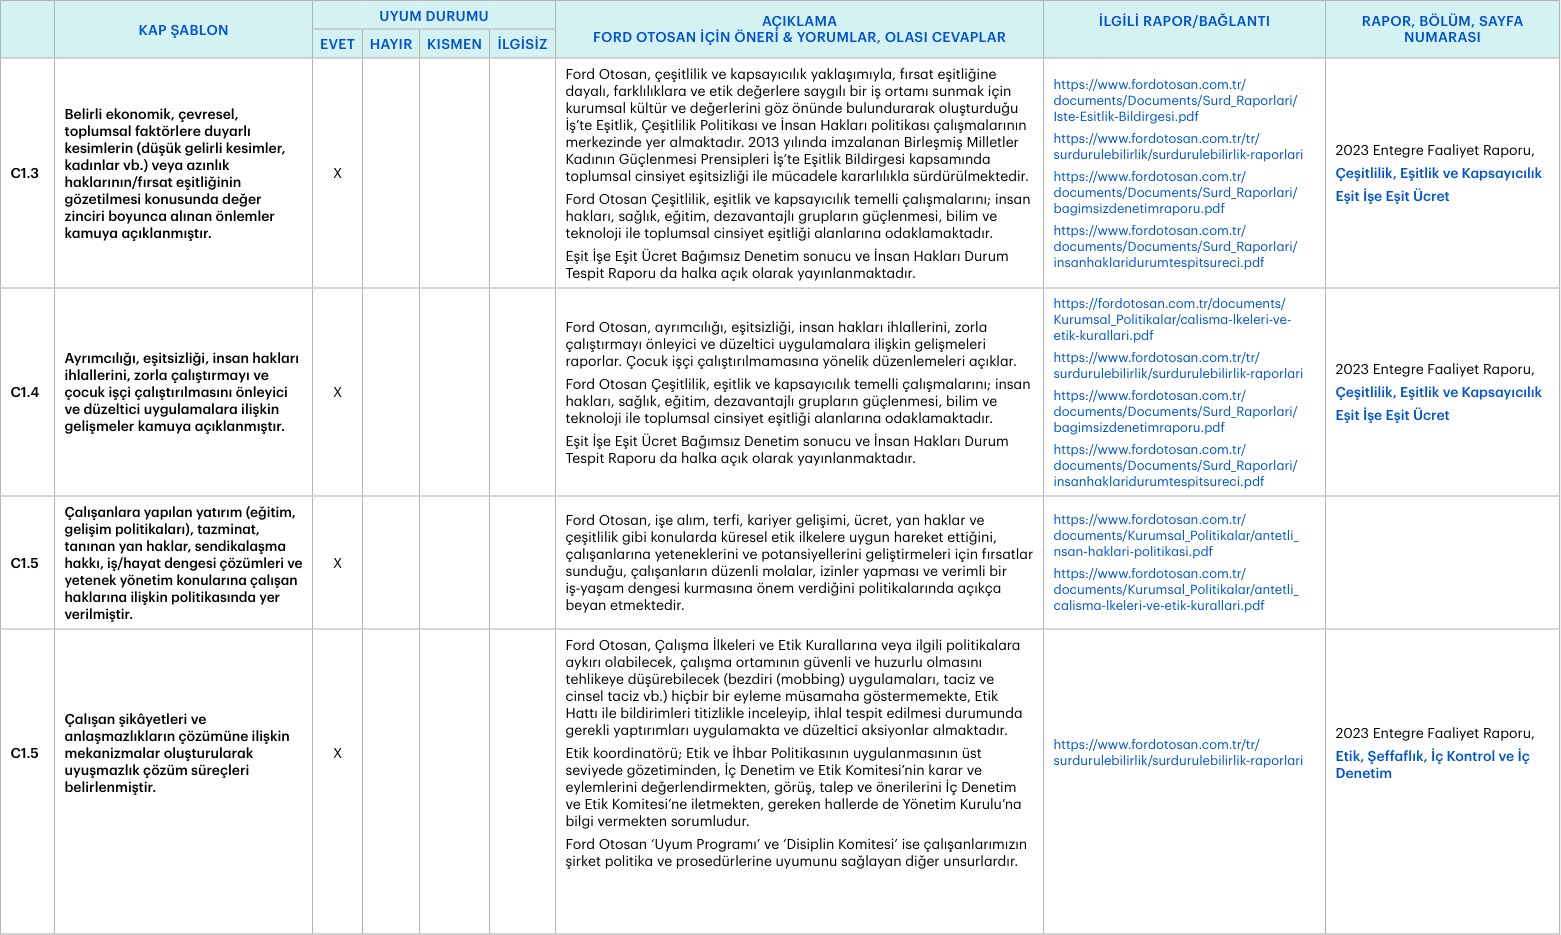 KAP ŞABLON
UYUM DURUMU
EVET
HAYIR
KISMEN
İLGİSİZ
AÇIKLAMA
FORD OTOSAN İÇİN ÖNERİ & YORUMLAR, OLASI CEVAPLAR
İLGİLİ RAPOR/BAĞLANTI
RAPOR, BÖLÜM, SAYFA
NUMARASI
C1.3
Belirli ekonomik, çevresel,
toplumsal faktörlere duyarlı
kesimlerin (düşük gelirli kesimler,
kadınlar vb.) veya azınlık
haklarının/fırsat eşitliğinin
gözetilmesi konusunda değer
zinciri boyunca alınan önlemler
kamuya açıklanmıştır.
X
Ford Otosan, çeşitlilik ve kapsayıcılık yaklaşımıyla, fırsat eşitliğine
dayalı, farklılıklara ve etik değerlere saygılı bir iş ortamı sunmak için
kurumsal kültür ve değerlerini göz önünde bulundurarak oluşturduğu
İş’te Eşitlik, Çeşitlilik Politikası ve İnsan Hakları politikası çalışmalarının
merkezinde yer almaktadır. 2013 yılında imzalanan Birleşmiş Milletler
Kadının Güçlenmesi Prensipleri İş’te Eşitlik Bildirgesi kapsamında
toplumsal cinsiyet eşitsizliği ile mücadele kararlılıkla sürdürülmektedir.
Ford Otosan Çeşitlilik, eşitlik ve kapsayıcılık temelli çalışmalarını; insan
hakları, sağlık, eğitim, dezavantajlı grupların güçlenmesi, bilim ve
teknoloji ile toplumsal cinsiyet eşitliği alanlarına odaklamaktadır.
Eşit İşe Eşit Ücret Bağımsız Denetim sonucu ve İnsan Hakları Durum
Tespit Raporu da halka açık olarak yayınlanmaktadır.
https://www.fordotosan.com.tr/
documents/Documents/Surd_Raporlari/
Iste-Esitlik-Bildirgesi.pdf
https://www.fordotosan.com.tr/tr/
surdurulebilirlik/surdurulebilirlik-raporlari
https://www.fordotosan.com.tr/
documents/Documents/Surd_Raporlari/
bagimsizdenetimraporu.pdf
https://www.fordotosan.com.tr/
documents/Documents/Surd_Raporlari/
insanhaklaridurumtespitsureci.pdf
2023 Entegre Faaliyet Raporu,
Çeşitlilik, Eşitlik ve Kapsayıcılık
Eşit İşe Eşit Ücret
C1.4
Ayrımcılığı, eşitsizliği, insan hakları
ihlallerini, zorla çalıştırmayı ve
çocuk işçi çalıştırılmasını önleyici
ve düzeltici uygulamalara ilişkin
gelişmeler kamuya açıklanmıştır.
X
Ford Otosan, ayrımcılığı, eşitsizliği, insan hakları ihlallerini, zorla
çalıştırmayı önleyici ve düzeltici uygulamalara ilişkin gelişmeleri
raporlar. Çocuk işçi çalıştırılmamasına yönelik düzenlemeleri açıklar.
Ford Otosan Çeşitlilik, eşitlik ve kapsayıcılık temelli çalışmalarını; insan
hakları, sağlık, eğitim, dezavantajlı grupların güçlenmesi, bilim ve
teknoloji ile toplumsal cinsiyet eşitliği alanlarına odaklamaktadır.
Eşit İşe Eşit Ücret Bağımsız Denetim sonucu ve İnsan Hakları Durum
Tespit Raporu da halka açık olarak yayınlanmaktadır.
https://fordotosan.com.tr/documents/
Kurumsal_Politikalar/calisma-lkeleri-ve-
etik-kurallari.pdf
https://www.fordotosan.com.tr/tr/
surdurulebilirlik/surdurulebilirlik-raporlari
https://www.fordotosan.com.tr/
documents/Documents/Surd_Raporlari/
bagimsizdenetimraporu.pdf
https://www.fordotosan.com.tr/
documents/Documents/Surd_Raporlari/
insanhaklaridurumtespitsureci.pdf
2023 Entegre Faaliyet Raporu,
Çeşitlilik, Eşitlik ve Kapsayıcılık
Eşit İşe Eşit Ücret
C1.5
Çalışanlara yapılan yatırım (eğitim,
gelişim politikaları), tazminat,
tanınan yan haklar, sendikalaşma
hakkı, iş/hayat dengesi çözümleri ve
yetenek yönetim konularına çalışan
haklarına ilişkin politikasında yer
verilmiştir.
X
Ford Otosan, işe alım, terfi, kariyer gelişimi, ücret, yan haklar ve
çeşitlilik gibi konularda küresel etik ilkelere uygun hareket ettiğini,
çalışanlarına yeteneklerini ve potansiyellerini geliştirmeleri için fırsatlar
sunduğu, çalışanların düzenli molalar, izinler yapması ve verimli bir
iş-yaşam dengesi kurmasına önem verdiğini politikalarında açıkça
beyan etmektedir.
https://www.fordotosan.com.tr/
documents/Kurumsal_Politikalar/antetli_
nsan-haklari-politikasi.pdf
https://www.fordotosan.com.tr/
documents/Kurumsal_Politikalar/antetli_
calisma-lkeleri-ve-etik-kurallari.pdf
C1.5
Çalışan şikâyetleri ve
anlaşmazlıkların çözümüne ilişkin
mekanizmalar oluşturularak
uyuşmazlık çözüm süreçleri
belirlenmiştir.
X
Ford Otosan, Çalışma İlkeleri ve Etik Kurallarına veya ilgili politikalara
aykırı olabilecek, çalışma ortamının güvenli ve huzurlu olmasını
tehlikeye düşürebilecek (bezdiri (mobbing) uygulamaları, taciz ve
cinsel taciz vb.) hiçbir bir eyleme müsamaha göstermemekte, Etik
Hattı ile bildirimleri titizlikle inceleyip, ihlal tespit edilmesi durumunda
gerekli yaptırımları uygulamakta ve düzeltici aksiyonlar almaktadır.
Etik koordinatörü; Etik ve İhbar Politikasının uygulanmasının üst
seviyede gözetiminden, İç Denetim ve Etik Komitesi’nin karar ve
eylemlerini değerlendirmekten, görüş, talep ve önerilerini İç Denetim
ve Etik Komitesi’ne iletmekten, gereken hallerde de Yönetim Kurulu’na
bilgi vermekten sorumludur.
Ford Otosan ‘Uyum Programı’ ve ‘Disiplin Komitesi’ ise çalışanlarımızın
şirket politika ve prosedürlerine uyumunu sağlayan diğer unsurlardır.
https://www.fordotosan.com.tr/tr/
surdurulebilirlik/surdurulebilirlik-raporlari
2023 Entegre Faaliyet Raporu,
Etik, Şeffaflık, İç Kontrol ve İç
Denetim